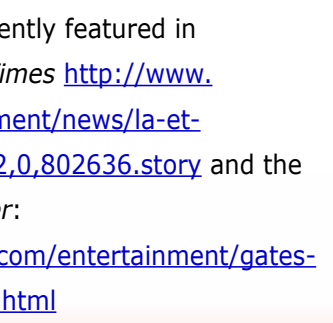 ently featured in
imes http://www.
ment/news/la-et-
2,0,802636.story and the
r:
com/entertainment/gates-
.html